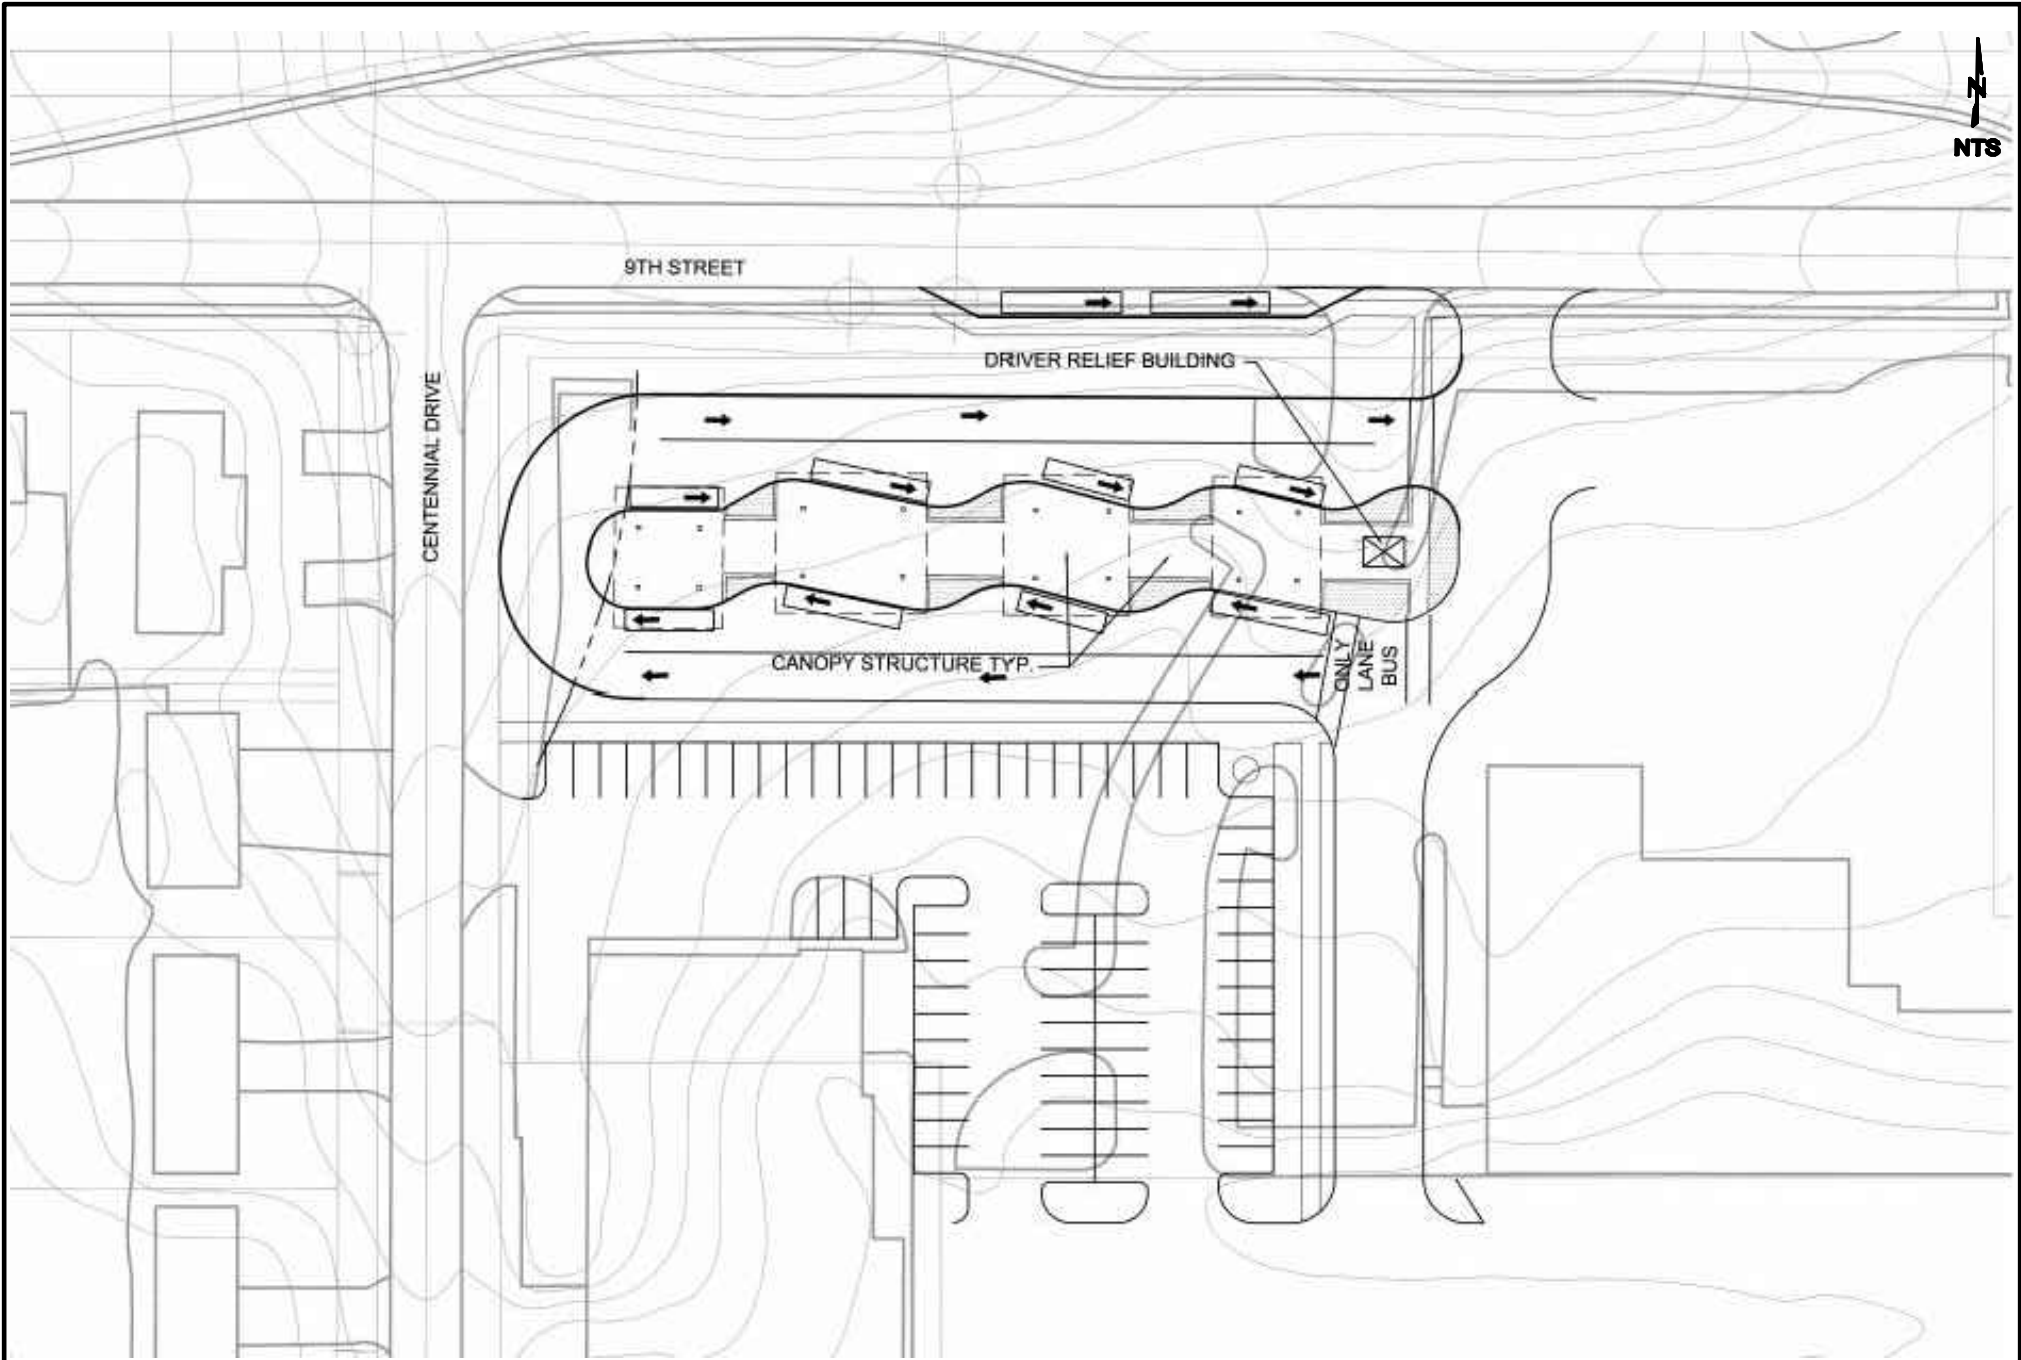 N
NTS
9TH STREET
DRIVER RELIEF BUILDING
CENTENNIAL DRIVE
CANOPY STRUCTURE TYP.
ONLY
LANE
BUS